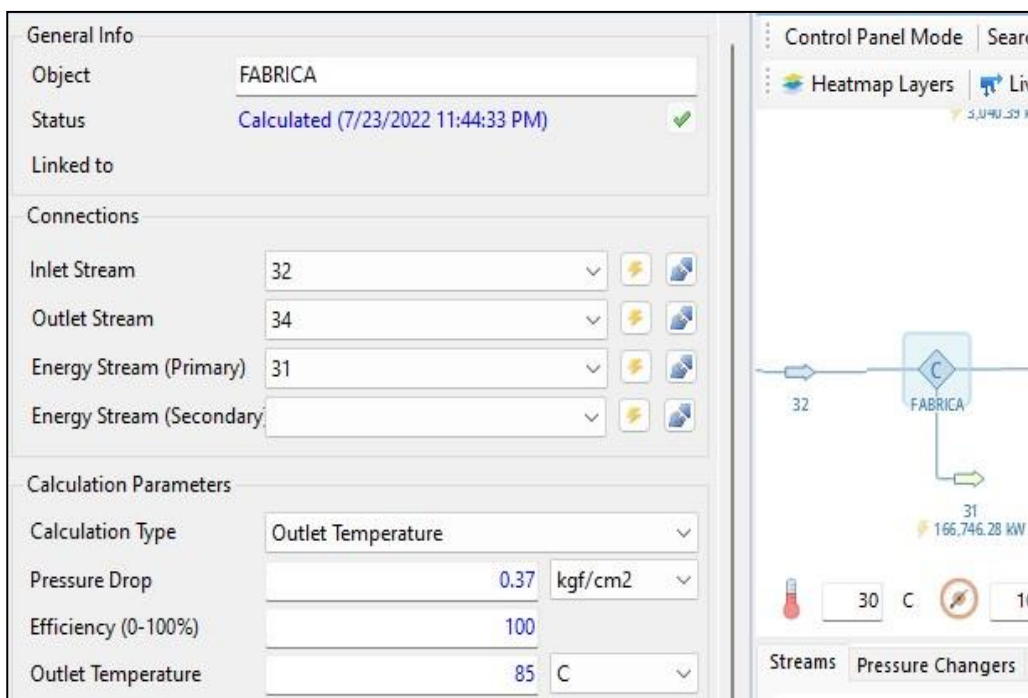 General Info
Object FABRICA
Status Calculated (7/23/2022 11:44:33 PM)
Linked to
Connections
Inlet Stream 32
Outlet Stream 34
Energy Stream (Primary) 31
Energy Stream (Secondary)
Calculation Parameters
Calculation Type Outlet Temperature
Pressure Drop 0.37 kgf/cm2
Efficiency (0-100%) 100
Outlet Temperature 85 C
Control Panel Mode
Heatmap Layers
32
C
FABRICA
31
166,746.28 kW
30 C
Streams Pressure Changers